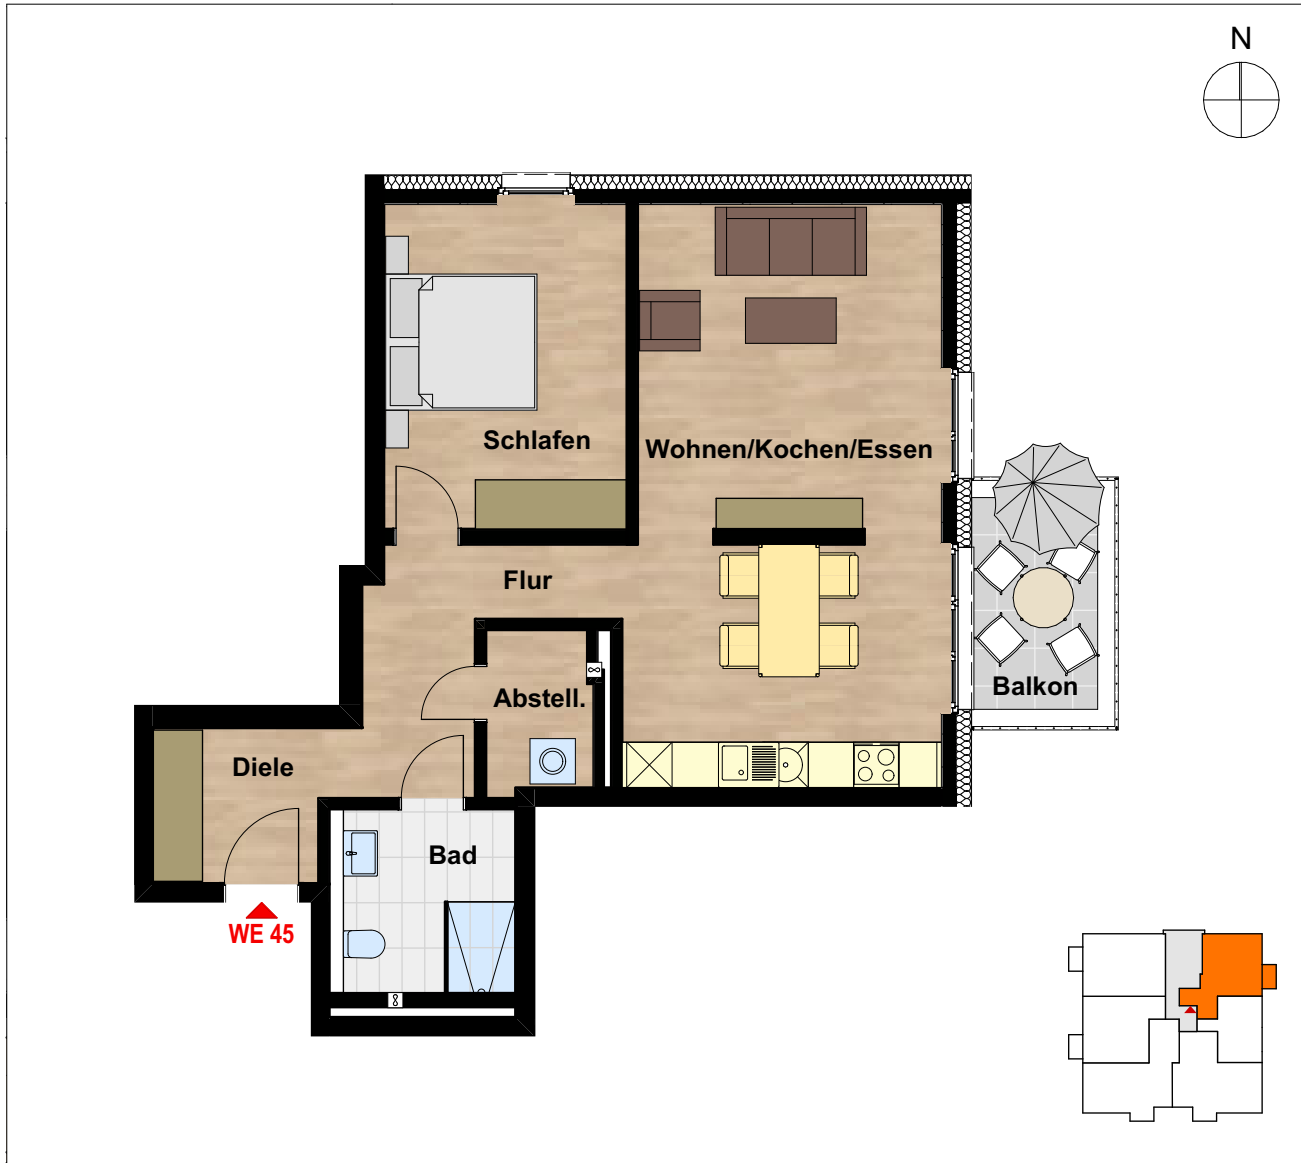 N
Schlafen
Wohnen/Kochen/Essen
Flur
Abstell.
Balkon
Diele
Bad
WE 45